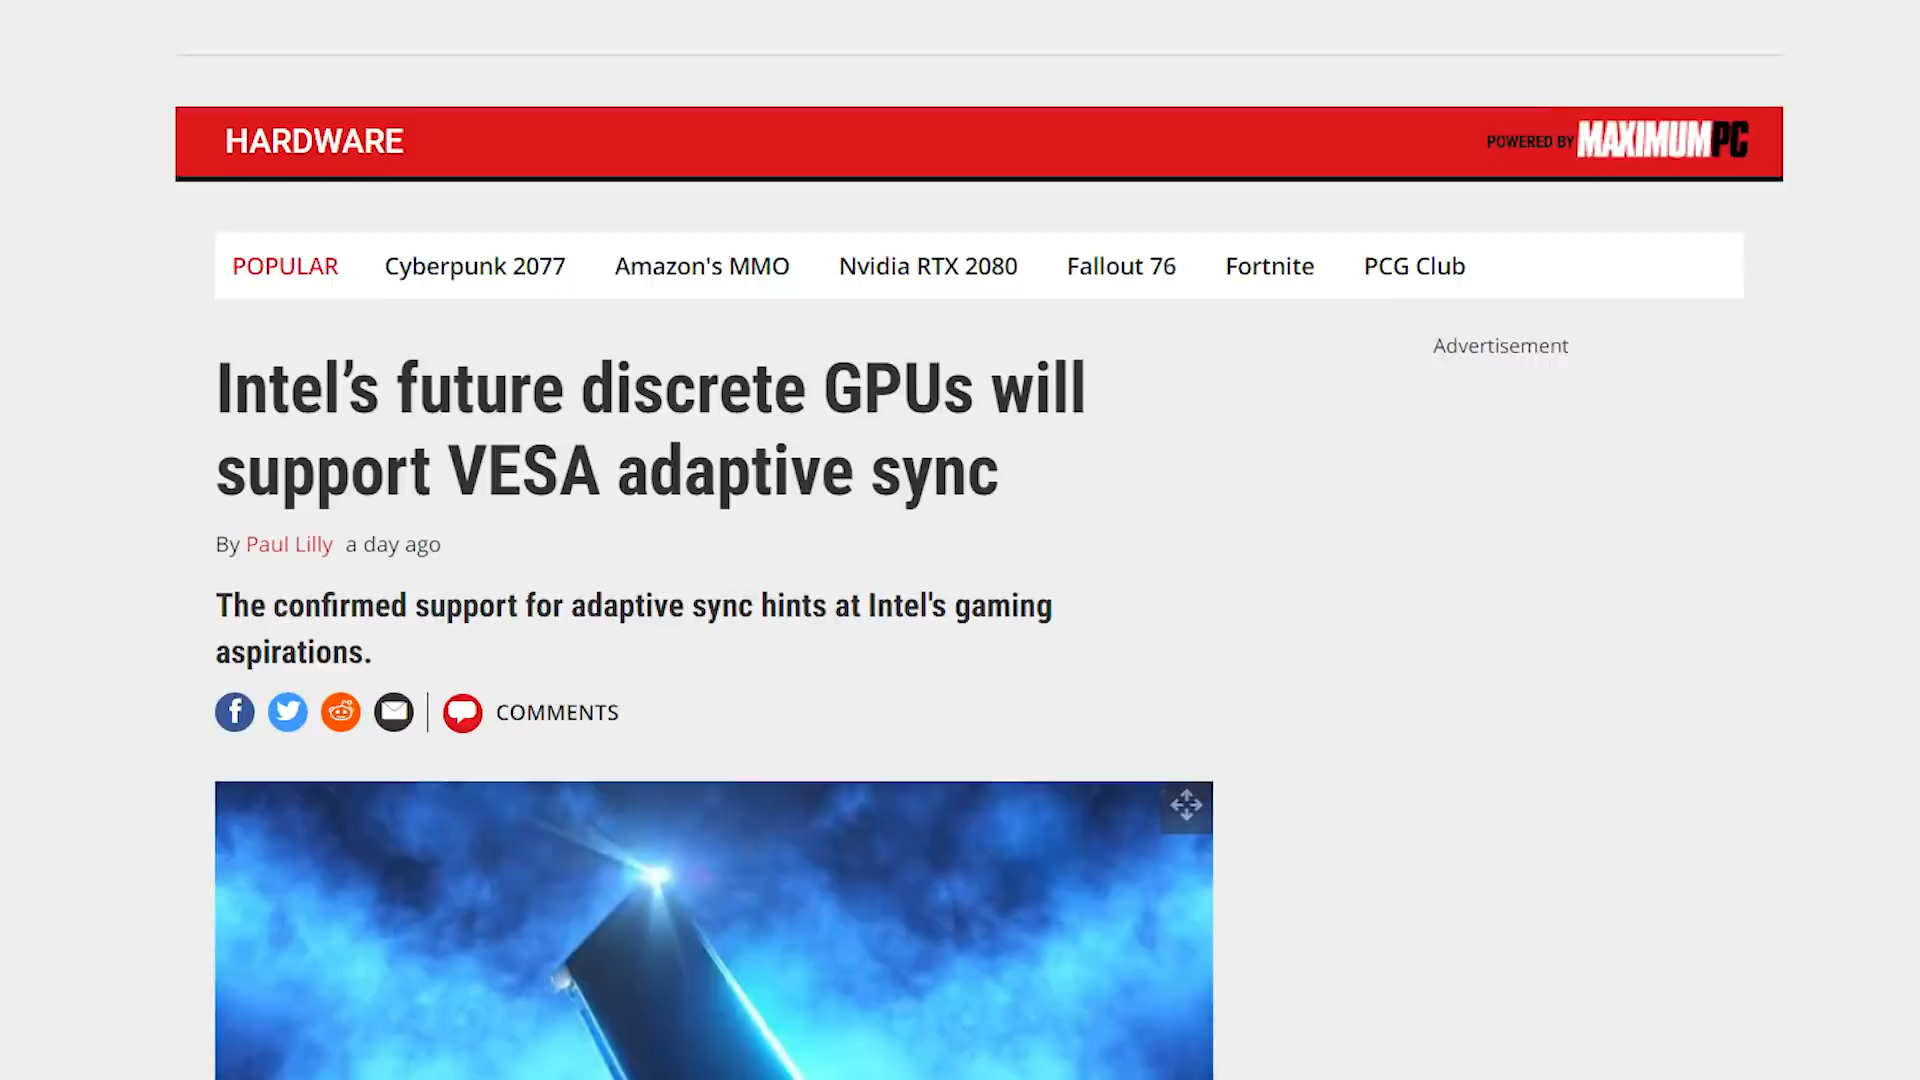 HARDWARE
POWERED BY MAXIMUMPC
POPULAR Cyberpunk 2077 Amazon's MMO Nvidia RTX 2080 Fallout 76 Fortnite PCG Club
Advertisement
Intel’s future discrete GPUs will
support VESA adaptive sync
By Paul Lilly a day ago
The confirmed support for adaptive sync hints at Intel's gaming
aspirations.
COMMENTS